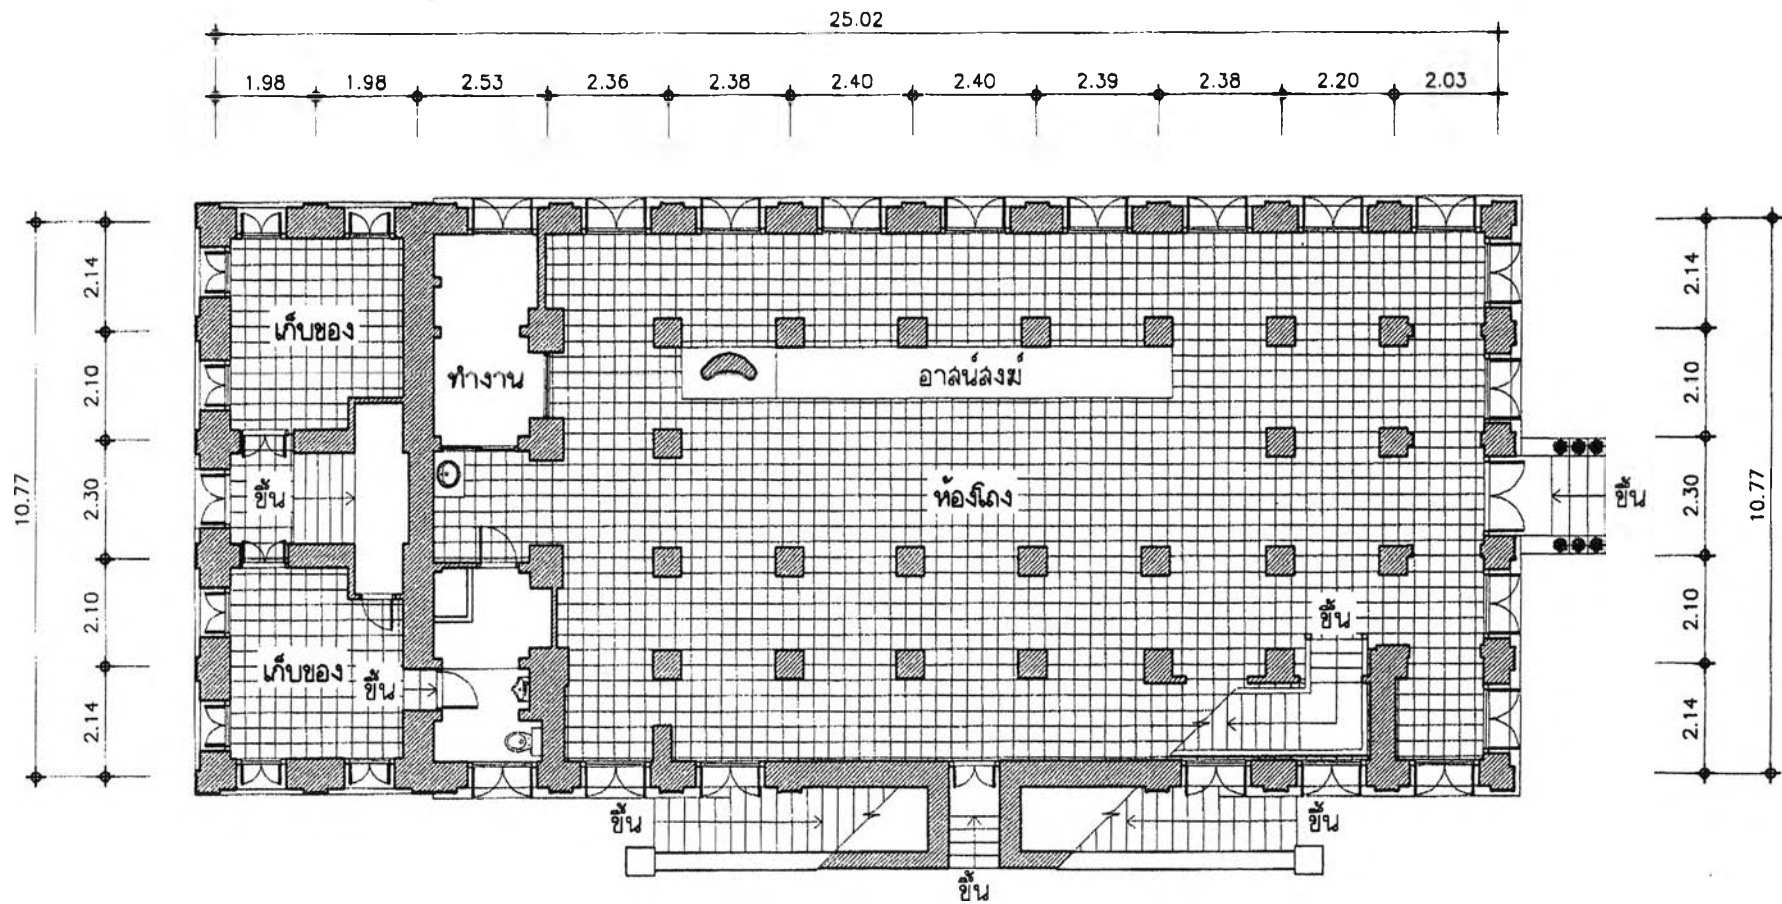 25.02
1.98 1.98 2.53 2.36 2.38 2.40 2.40 2.39 2.38 2.20 2.03
10.77
2.14
2.10
2.30
2.10
2.14
เก็บของ
ทำงาน
อาสน์สงฆ์
ขึ้น
ห้องโถง
ขึ้น
ขึ้น
เก็บของ
ขึ้น
ขึ้น
ขึ้น
ขึ้น
2.14
2.10
2.30
2.10
2.14
10.77